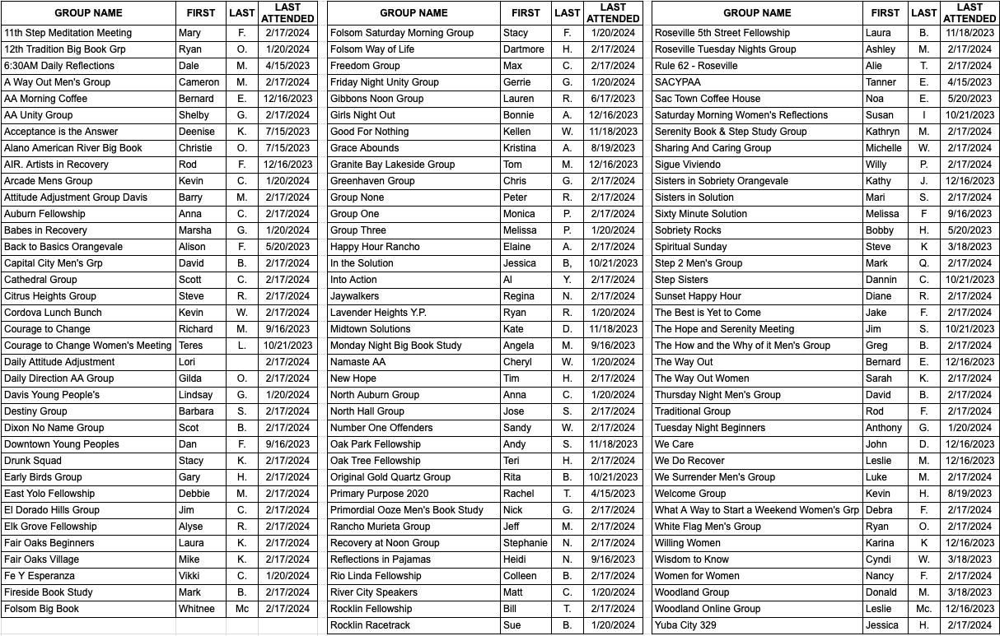 GROUP NAME FIRST LAST LAST ATTENDED
11th Step Meditation Meeting Mary F. 2/17/2024
12th Tradition Big Book Grp Ryan O. 1/20/2024
6:30AM Daily Reflections Dale M. 4/15/2023
A Way Out Men's Group Cameron M. 2/17/2024
AA Morning Coffee Bernard E. 12/16/2023
AA Unity Group Shelby G. 2/17/2024
Acceptance is the Answer Deenise K. 7/15/2023
Alano American River Big Book Christie O. 7/15/2023
AIR. Artists in Recovery Rod F. 12/16/2023
Arcade Mens Group Kevin C. 1/20/2024
Attitude Adjustment Group Davis Barry M. 2/17/2024
Auburn Fellowship Anna C. 2/17/2024
Babes in Recovery Marsha G. 1/20/2024
Back to Basics Orangevale Alison F. 5/20/2023
Capital City Men's Grp David B. 2/17/2024
Cathedral Group Scott C. 2/17/2024
Citrus Heights Group Steve R. 2/17/2024
Cordova Lunch Bunch Kevin W. 2/17/2024
Courage to Change Richard M. 9/16/2023
Courage to Change Women's Meeting Teres L. 10/21/2023
Daily Attitude Adjustment Lori 2/17/2024
Daily Direction AA Group Gilda O. 2/17/2024
Davis Young People's Lindsay G. 1/20/2024
Destiny Group Barbara S. 2/17/2024
Dixon No Name Group Scot B. 2/17/2024
Downtown Young Peoples Dan F. 9/16/2023
Drunk Squad Stacy K. 2/17/2024
Early Birds Group Gary H. 2/17/2024
East Yolo Fellowship Debbie M. 2/17/2024
El Dorado Hills Group Jim C. 2/17/2024
Elk Grove Fellowship Alyse R. 2/17/2024
Fair Oaks Beginners Laura K. 2/17/2024
Fair Oaks Village Mike K. 2/17/2024
Fe Y Esperanza Vikki C. 1/20/2024
Fireside Book Study Mark B. 2/17/2024
Folsom Big Book Whitnee Mc 2/17/2024
GROUP NAME FIRST LAST LAST ATTENDED
Folsom Saturday Morning Group Stacy F. 1/20/2024
Folsom Way of Life Dartmore H. 2/17/2024
Freedom Group Max C. 2/17/2024
Friday Night Unity Group Gerrie G. 1/20/2024
Gibbons Noon Group Lauren R. 6/17/2023
Girls Night Out Bonnie A. 12/16/2023
Good For Nothing Kellen W. 11/18/2023
Grace Abounds Kristina A. 8/19/2023
Granite Bay Lakeside Group Tom M. 12/16/2023
Greenhaven Group Chris G. 2/17/2024
Group None Peter R. 2/17/2024
Group One Monica P. 2/17/2024
Group Three Melissa P. 1/20/2024
Happy Hour Rancho Elaine A. 2/17/2024
In the Solution Jessica B, 10/21/2023
Into Action Al Y. 2/17/2024
Jaywalkers Regina N. 2/17/2024
Lavender Heights Y.P. Ryan R. 1/20/2024
Midtown Solutions Kate D. 11/18/2023
Monday Night Big Book Study Angela M. 9/16/2023
Namaste AA Cheryl W. 1/20/2024
New Hope Tim H. 2/17/2024
North Auburn Group Anna C. 1/20/2024
North Hall Group Jose S. 2/17/2024
Number One Offenders Sandy W. 2/17/2024
Oak Park Fellowship Andy S. 11/18/2023
Oak Tree Fellowship Teri H. 2/17/2024
Original Gold Quartz Group Rita B. 10/21/2023
Primary Purpose 2020 Rachel T. 4/15/2023
Primordial Ooze Men's Book Study Nick G. 2/17/2024
Rancho Murieta Group Jeff M. 2/17/2024
Recovery at Noon Group Stephanie N. 2/17/2024
Reflections in Pajamas Heidi N. 9/16/2023
Rio Linda Fellowship Colleen B. 2/17/2024
River City Speakers Matt C. 1/20/2024
Rocklin Fellowship Bill T. 2/17/2024
Rocklin Racetrack Sue B. 1/20/2024
GROUP NAME FIRST LAST LAST ATTENDED
Roseville 5th Street Fellowship Laura B. 11/18/2023
Roseville Tuesday Nights Group Ashley M. 2/17/2024
Rule 62 - Roseville Alie T. 2/17/2024
SACYPAA Tanner E. 4/15/2023
Sac Town Coffee House Noa E. 5/20/2023
Saturday Morning Women's Reflections Susan I 10/21/2023
Serenity Book & Step Study Group Kathryn M. 2/17/2024
Sharing And Caring Group Michelle W. 2/17/2024
Sigue Viviendo Willy P. 2/17/2024
Sisters in Sobriety Orangevale Kathy J. 12/16/2023
Sisters in Solution Mari S. 2/17/2024
Sixty Minute Solution Melissa F 9/16/2023
Sobriety Rocks Bobby H. 5/20/2023
Spiritual Sunday Steve K 3/18/2023
Step 2 Men's Group Mark Q. 2/17/2024
Step Sisters Dannin C. 10/21/2023
Sunset Happy Hour Diane R. 2/17/2024
The Best is Yet to Come Jake F. 2/17/2024
The Hope and Serenity Meeting Jim S. 10/21/2023
The How and the Why of it Men's Group Greg B. 2/17/2024
The Way Out Bernard E. 12/16/2023
The Way Out Women Sarah K. 2/17/2024
Thursday Night Men's Group David B. 2/17/2024
Traditional Group Rod F. 2/17/2024
Tuesday Night Beginners Anthony G. 1/20/2024
We Care John D. 12/16/2023
We Do Recover Leslie M. 12/16/2023
We Surrender Men's Group Luke M. 2/17/2024
Welcome Group Kevin H. 8/19/2023
What A Way to Start a Weekend Women's Grp Debra F. 2/17/2024
White Flag Men's Group Ryan O. 2/17/2024
Willing Women Karina K 12/16/2023
Wisdom to Know Cyndi W. 3/18/2023
Women for Women Nancy F. 2/17/2024
Woodland Group Donald M. 3/18/2023
Woodland Online Group Leslie Mc. 12/16/2023
Yuba City 329 Jessica H. 2/17/2024